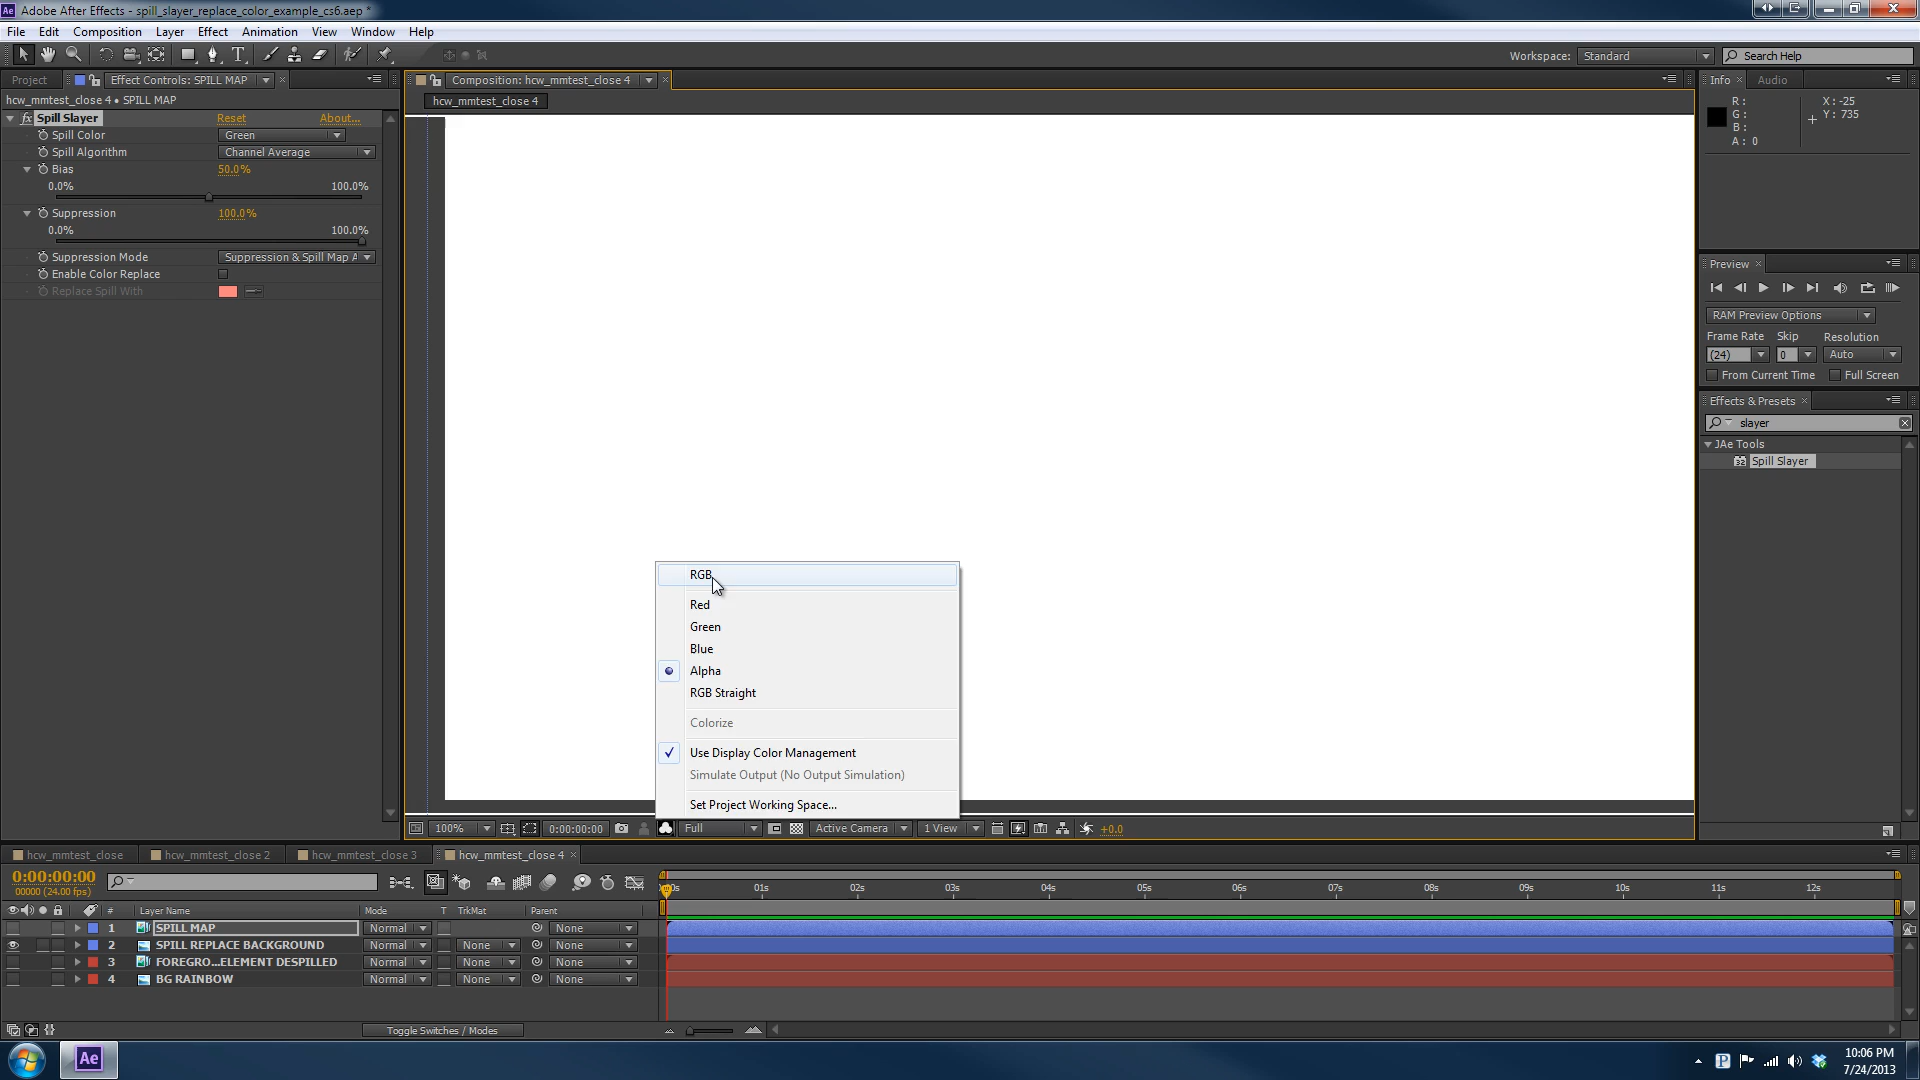 Adobe After Effects - spill_slayer_replace_color_example_cs6.aep *
File Edit Composition Layer Effect Animation View Window Help
Workspace: Standard Search Help
Project Effect Controls: SPILL MAP Composition: hcw_mmtest_close 4 Info Audio
hcw_mmtest_close 4 • SPILL MAP
hcw_mmtest_close 4
fx Spill Slayer Reset About...
Spill Color Green
Spill Algorithm Channel Average
Bias 50.0%
0.0% 100.0%
Suppression 100.0%
0.0% 100.0%
Suppression Mode Suppression & Spill Map A
Enable Color Replace
Replace Spill With
R:
G:
B:
A: 0
X: -25
Y: 735
Preview
RAM Preview Options
Frame Rate Skip Resolution
(24) 0 Auto
From Current Time Full Screen
Effects & Presets
slayer
JAe Tools
32 Spill Slayer
RGB
Red
Green
Blue
Alpha
RGB Straight
Colorize
Use Display Color Management
Simulate Output (No Output Simulation)
Set Project Working Space...
100% 0:00:00:00 Full Active Camera 1 View +0.0
hcw_mmtest_close hcw_mmtest_close 2 hcw_mmtest_close 3 hcw_mmtest_close 4
0:00:00:00
00000 (24.00 fps)
01s 02s 03s 04s 05s 06s 07s 08s 09s 10s 11s 12s
# Layer Name Mode T TrkMat Parent
1 SPILL MAP Normal None
2 SPILL REPLACE BACKGROUND Normal None None
3 FOREGRO...ELEMENT DESPILLED Normal None None
4 BG RAINBOW Normal None None
Toggle Switches / Modes
Ae
10:06 PM
7/24/2013